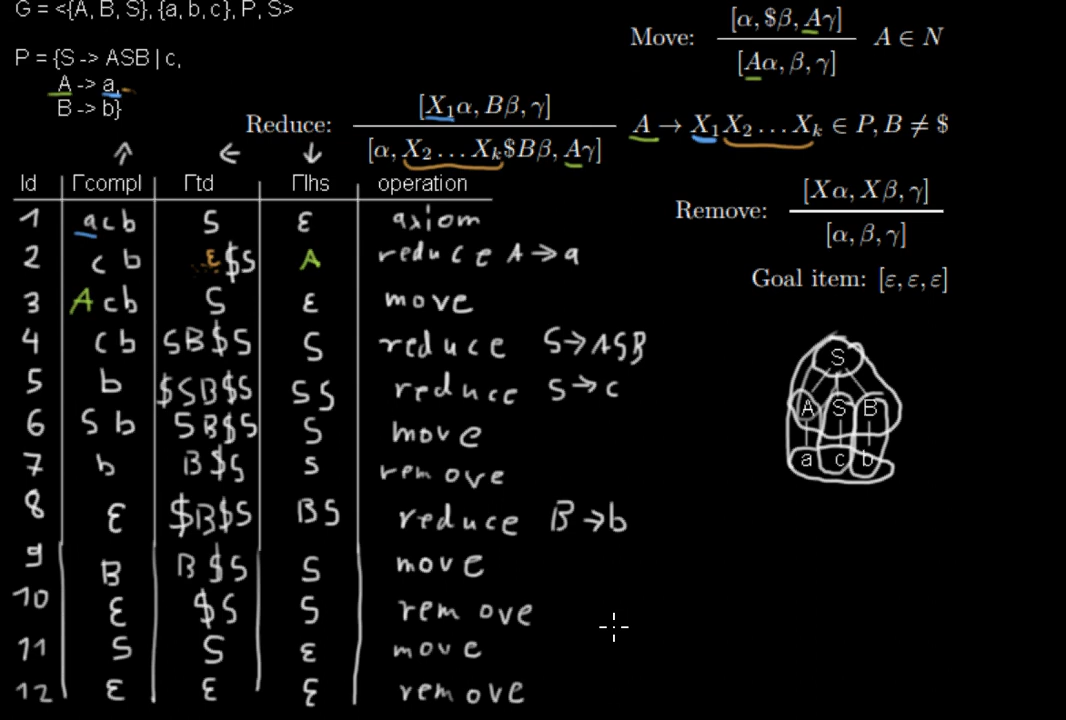 G = <{A, B, S}, {a, b, c}, P, S>
P = {S -> ASB | c,
A -> a,
B -> b}
Move: [α, $β, Aγ] / [Aα, β, γ] A ∈ N
Reduce: [X₁α, Bβ, γ] / [α, X₂ … Xₖ$Bβ, Aγ] A → X₁X₂ … Xₖ ∈ P, B ≠ $
Remove: [Xα, Xβ, γ] / [α, β, γ]
Goal item: [ε, ε, ε]
Id Γcompl Γtd Γlhs operation
1 acb S ε axiom
2 cb ε$S A reduce A → a
3 Acb S ε move
4 cb SB$S S reduce S → ASB
5 b $SB$S SS reduce S → c
6 Sb SB$S S move
7 b B$S S remove
8 ε $B$S BS reduce B → b
9 B B$S S move
10 ε $S S remove
11 S S ε move
12 ε ε ε remove
S
A S B
a c b